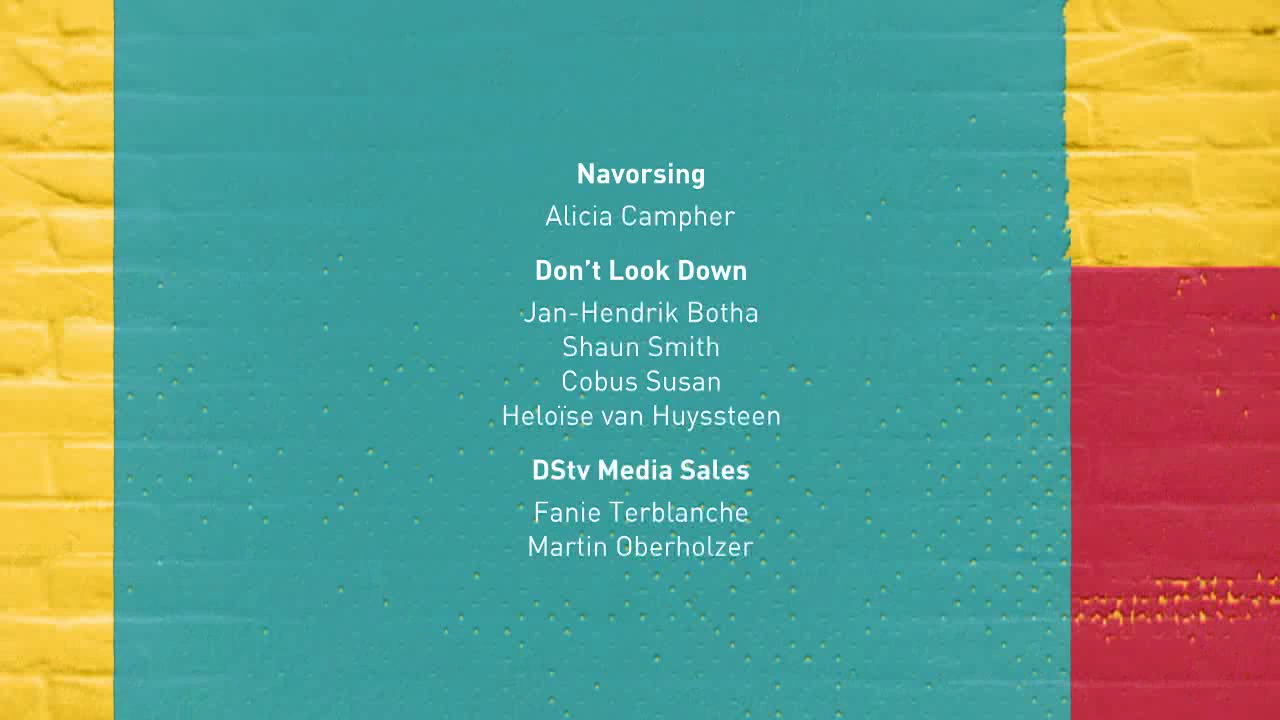 Navorsing
Alicia Campher
Don’t Look Down
Jan-Hendrik Botha
Shaun Smith
Cobus Susan
Heloïse van Huyssteen
DStv Media Sales
Fanie Terblanche
Martin Oberholzer